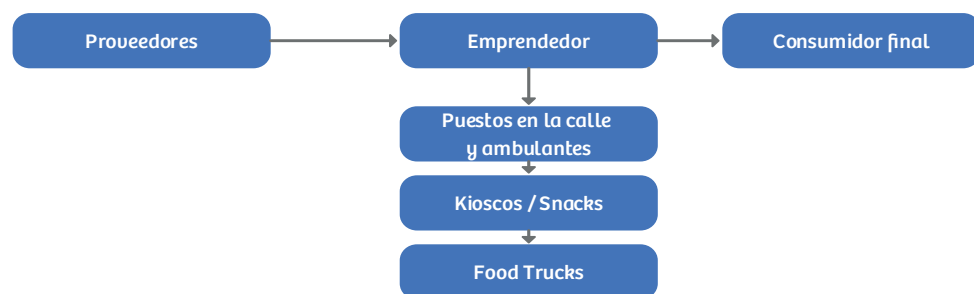 Proveedores
Emprendedor
Consumidor final
Puestos en la calle
y ambulantes
Kioscos / Snacks
Food Trucks